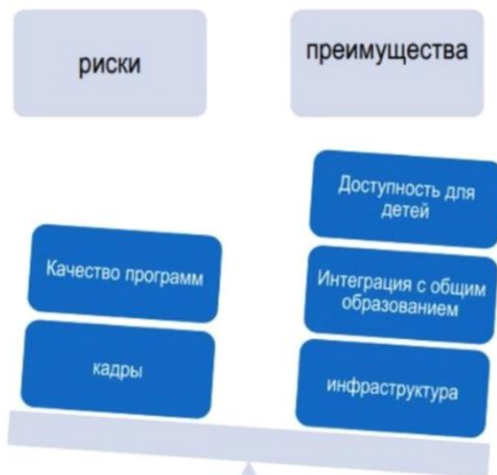 риски
преимущества
Доступность для
детей
Качество программ
Интеграция с общим
образованием
кадры
инфраструктура